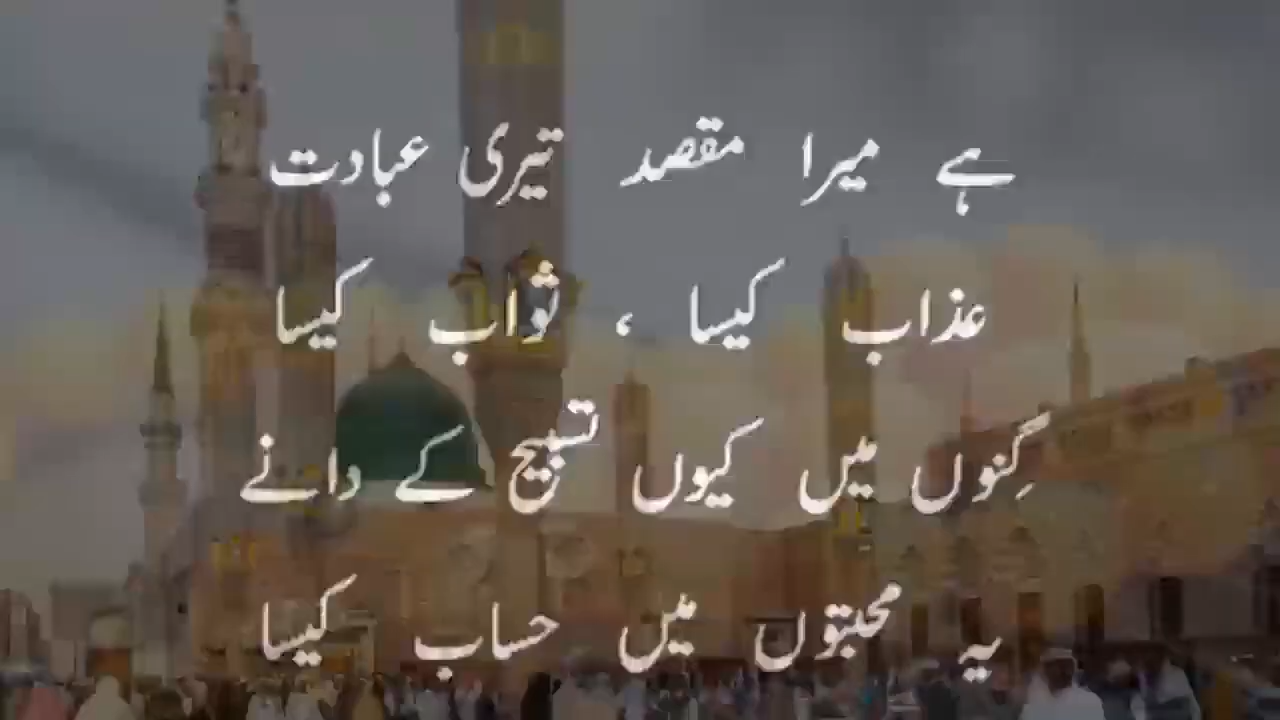 ہے میرا مقصد تیری عبادت
عذاب کیسا ، ثواب کیسا
گِنوں میں کیوں تسبیح کے دانے
یہ محبتوں میں حساب کیسا